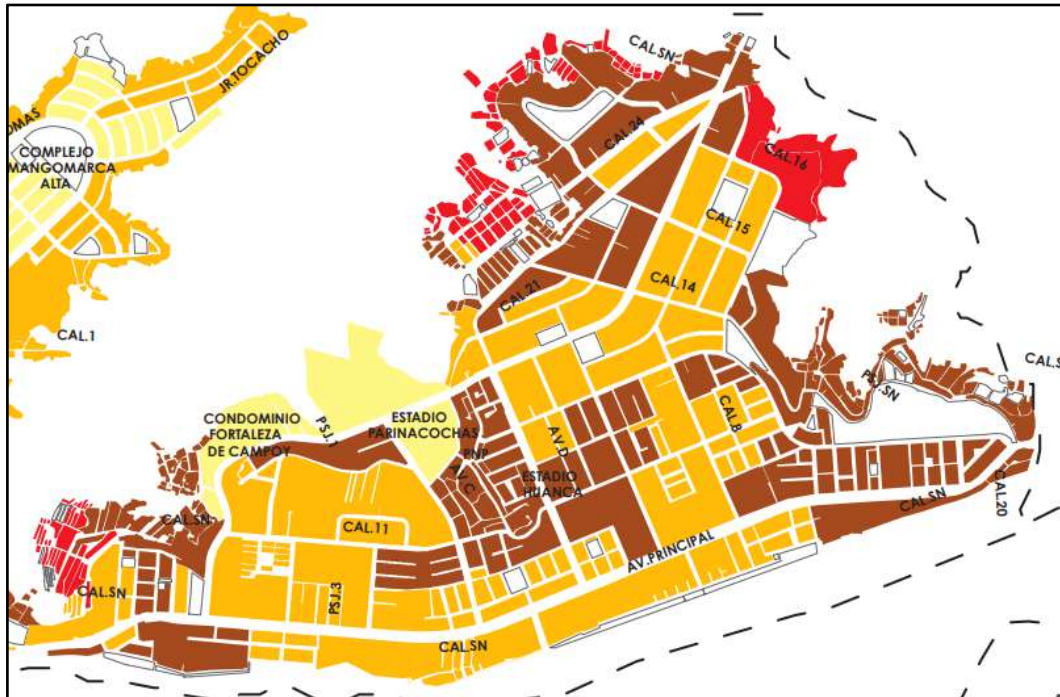 CAL.SN
JR.TOCACHO
OMAS
COMPLEJO
MANGOMARCA
ALTA
CAL.24
CAL.16
CAL.15
CAL.14
CAL.21
CAL.1
CAL.S
PSJ.SN
CONDOMINIO
FORTALEZA
DE CAMPOY
PSJ.1
ESTADIO
PARINACOCHAS
CAL.8
AV.D
PNP
AV.C
ESTADIO
HUANCA
CAL.SN
CAL.20
CAL.SN
CAL.11
AV.PRINCIPAL
CAL.SN
PSJ.3
CAL.SN